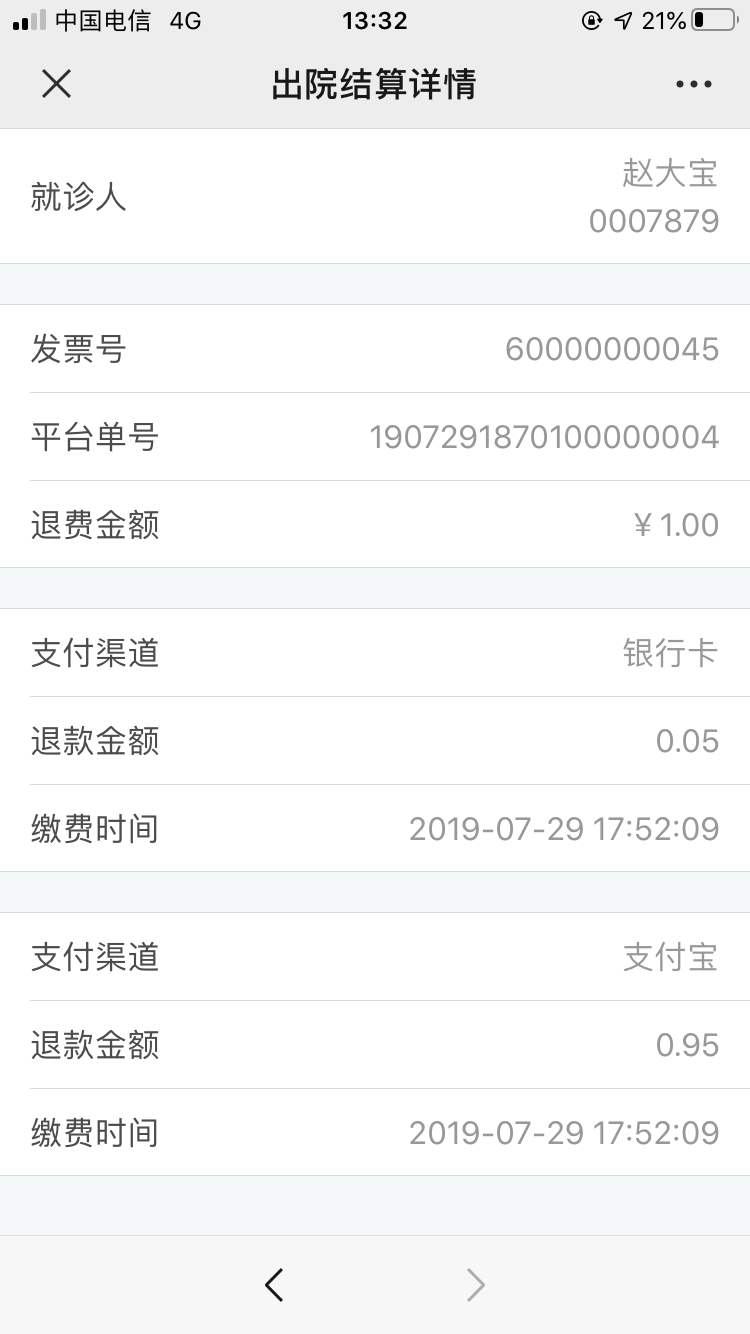 中国电信 4G 13:32 21%
出院结算详情
就诊人 赵大宝
0007879
发票号 60000000045
平台单号 1907291870100000004
退费金额 ¥ 1.00
支付渠道 银行卡
退款金额 0.05
缴费时间 2019-07-29 17:52:09
支付渠道 支付宝
退款金额 0.95
缴费时间 2019-07-29 17:52:09